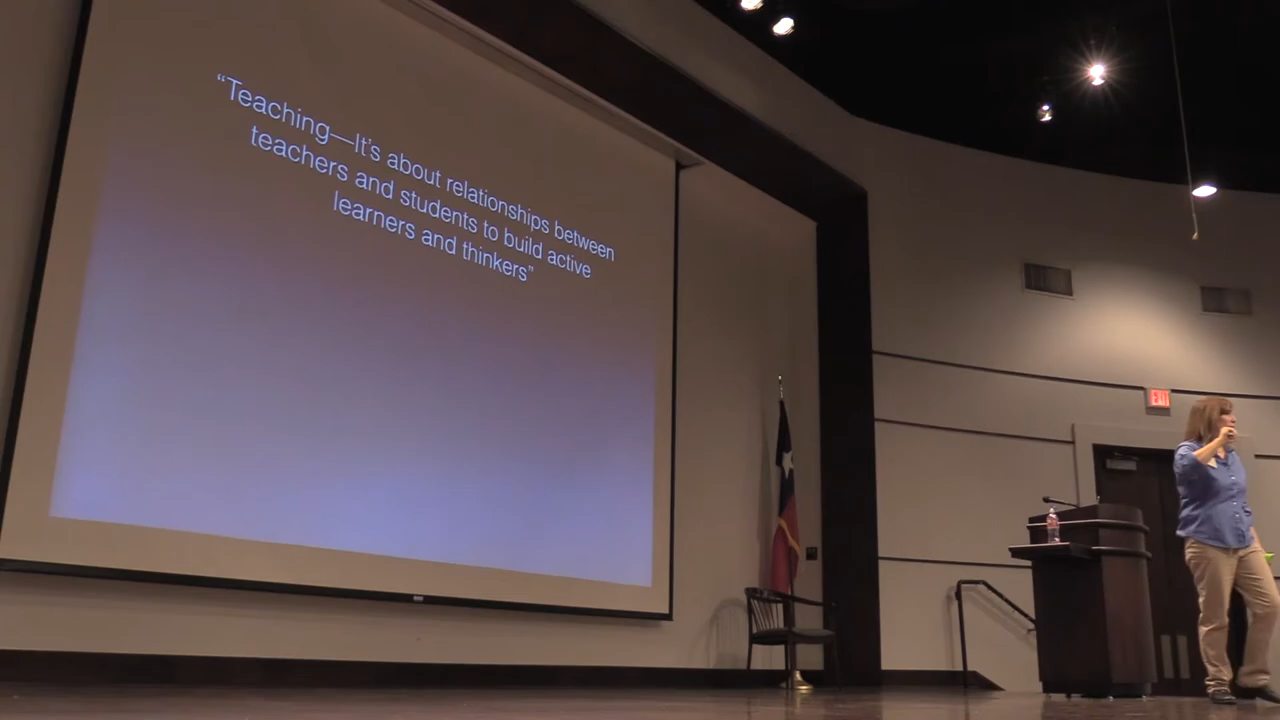 “Teaching—It’s about relationships between
teachers and students to build active
learners and thinkers”
EXIT